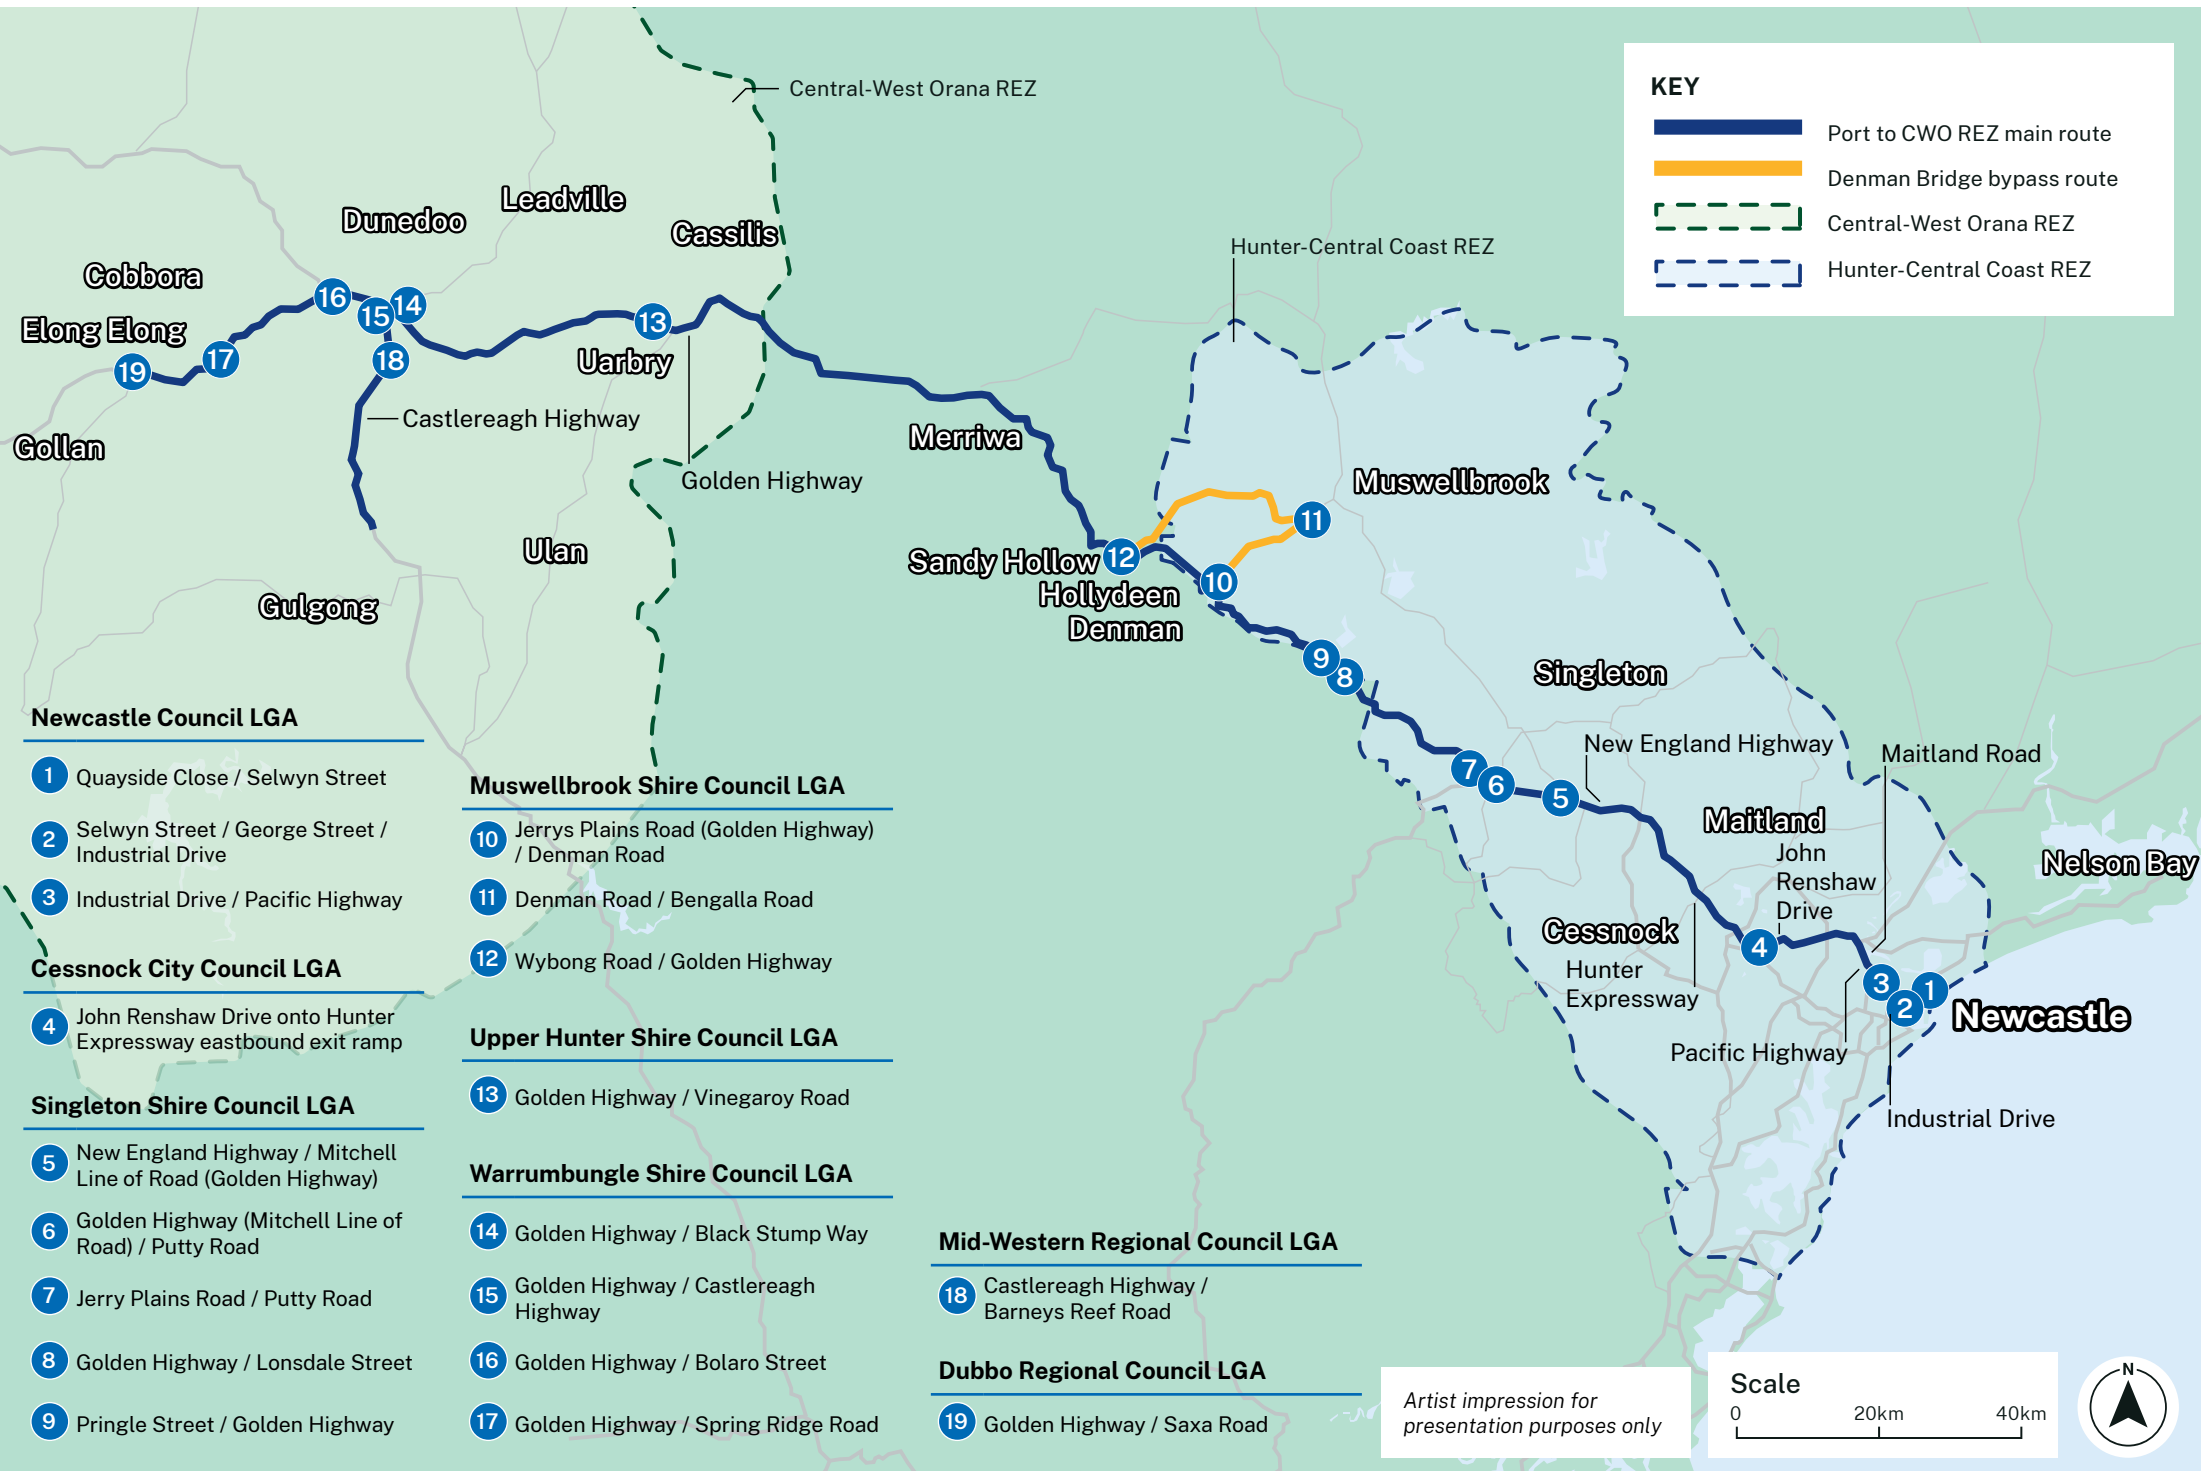 Central-West Orana REZ
KEY
Port to CWO REZ main route
Denman Bridge bypass route
Central-West Orana REZ
Hunter-Central Coast REZ
Leadville
Dunedoo
Cassilis
Hunter-Central Coast REZ
Cobbora
16
15
14
13
Elong Elong
19
17
18
Uarbry
Castlereagh Highway
Gollan
Merriwa
Golden Highway
Muswellbrook
11
Ulan
Sandy Hollow
12
10
Hollydeen
Denman
Gulgong
9
8
Singleton
New England Highway
Maitland Road
7
6
5
Maitland
John
Renshaw
Drive
Nelson Bay
Cessnock
4
Hunter
Expressway
3
2
1
Newcastle
Pacific Highway
Industrial Drive
Newcastle Council LGA
1
Quayside Close / Selwyn Street
2
Selwyn Street / George Street /
Industrial Drive
3
Industrial Drive / Pacific Highway
Cessnock City Council LGA
4
John Renshaw Drive onto Hunter
Expressway eastbound exit ramp
Singleton Shire Council LGA
5
New England Highway / Mitchell
Line of Road (Golden Highway)
6
Golden Highway (Mitchell Line of
Road) / Putty Road
7
Jerry Plains Road / Putty Road
8
Golden Highway / Lonsdale Street
9
Pringle Street / Golden Highway
Muswellbrook Shire Council LGA
10
Jerrys Plains Road (Golden Highway)
/ Denman Road
11
Denman Road / Bengalla Road
12
Wybong Road / Golden Highway
Upper Hunter Shire Council LGA
13
Golden Highway / Vinegaroy Road
Warrumbungle Shire Council LGA
14
Golden Highway / Black Stump Way
15
Golden Highway / Castlereagh
Highway
16
Golden Highway / Bolaro Street
17
Golden Highway / Spring Ridge Road
Mid-Western Regional Council LGA
18
Castlereagh Highway /
Barneys Reef Road
Dubbo Regional Council LGA
19
Golden Highway / Saxa Road
Artist impression for
presentation purposes only
Scale
0 20km 40km
N